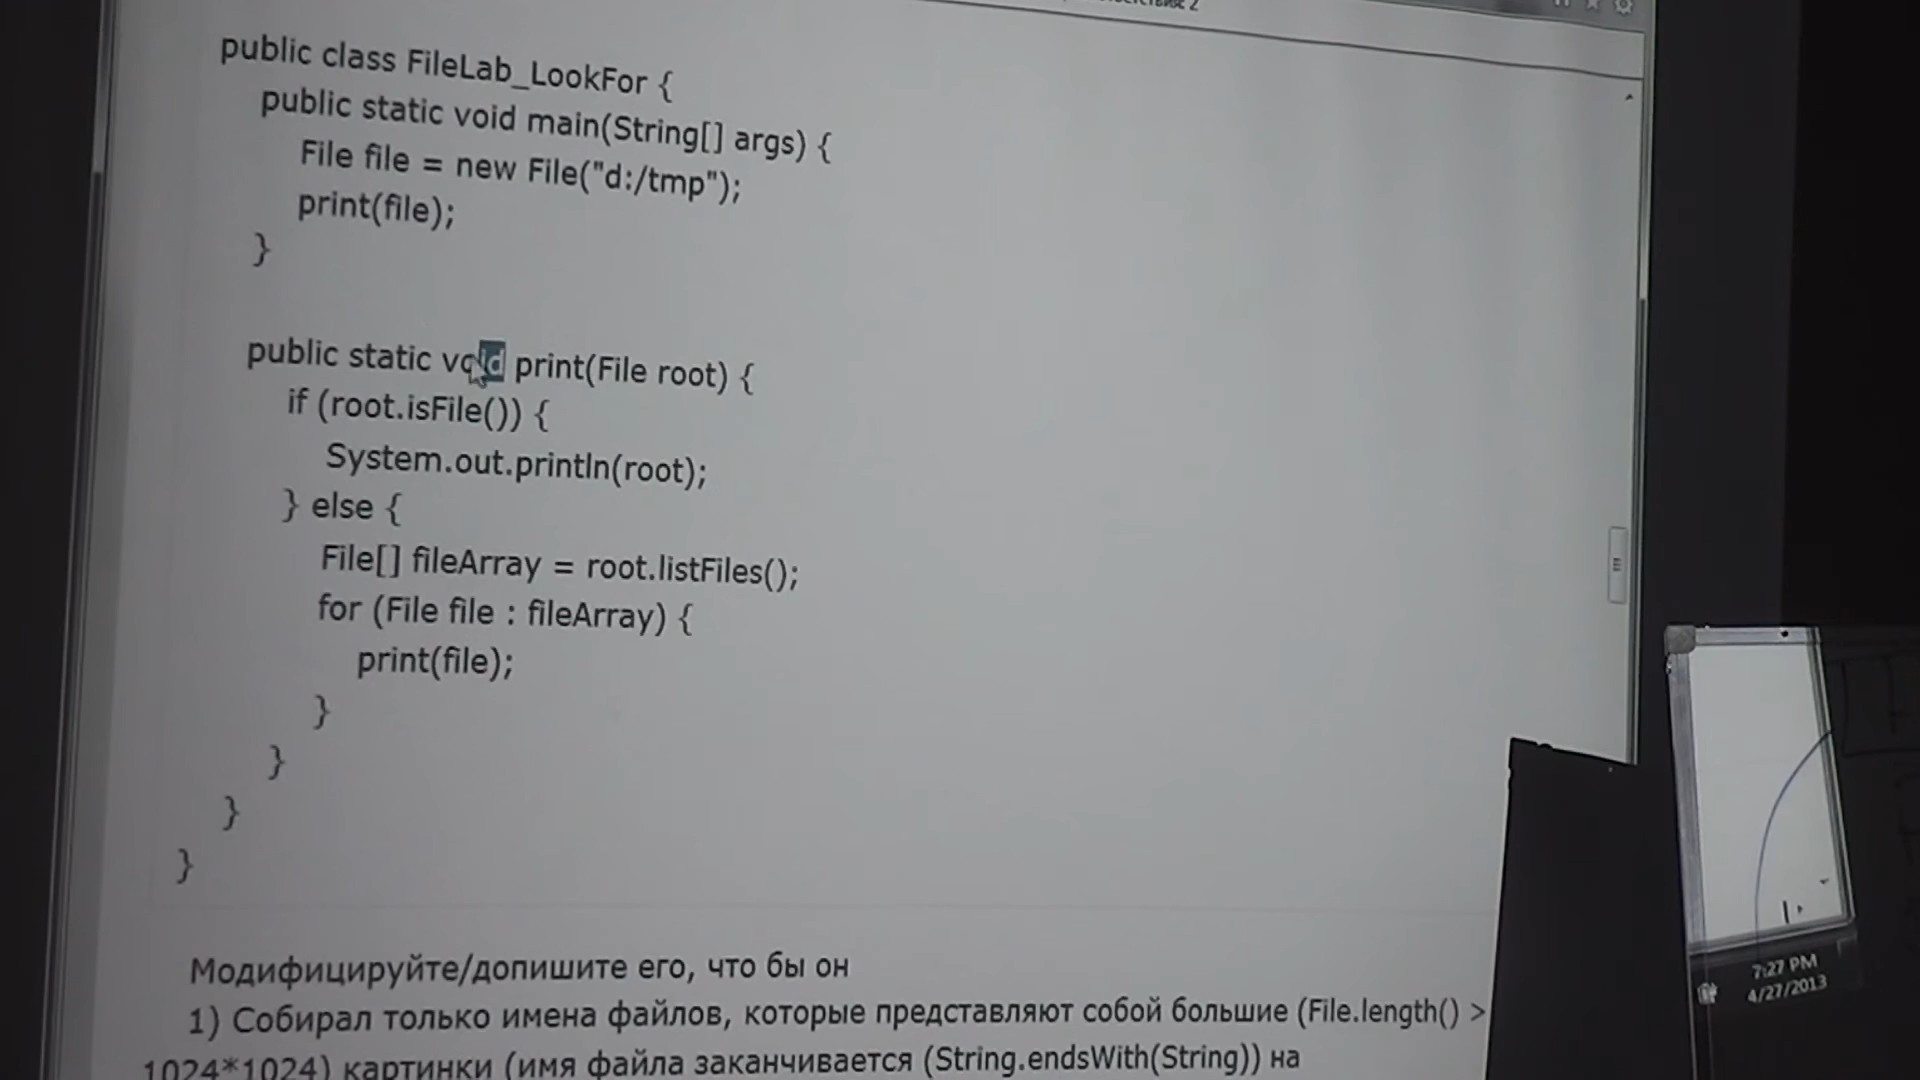 public class FileLab_LookFor {
public static void main(String[] args) {
File file = new File("d:/tmp");
print(file);
}
public static void print(File root) {
if (root.isFile()) {
System.out.println(root);
} else {
File[] fileArray = root.listFiles();
for (File file : fileArray) {
print(file);
}
}
}
}
Модифицируйте/допишите его, что бы он
1) Собирал только имена файлов, которые представляют собой большие (File.length() >
1024*1024) картинки (имя файла заканчивается (String.endsWith(String)) на
7:27 PM
4/27/2013